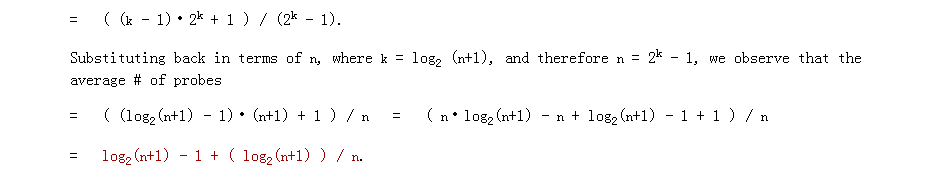 = ( (k - 1)•2ᵏ + 1 ) / (2ᵏ - 1).
Substituting back in terms of n, where k = log₂ (n+1), and therefore n = 2ᵏ - 1, we observe that the
average # of probes
= ( (log₂(n+1) - 1)• (n+1) + 1 ) / n = ( n•log₂(n+1) - n + log₂(n+1) - 1 + 1 ) / n
= log₂(n+1) - 1 + ( log₂(n+1) ) / n.